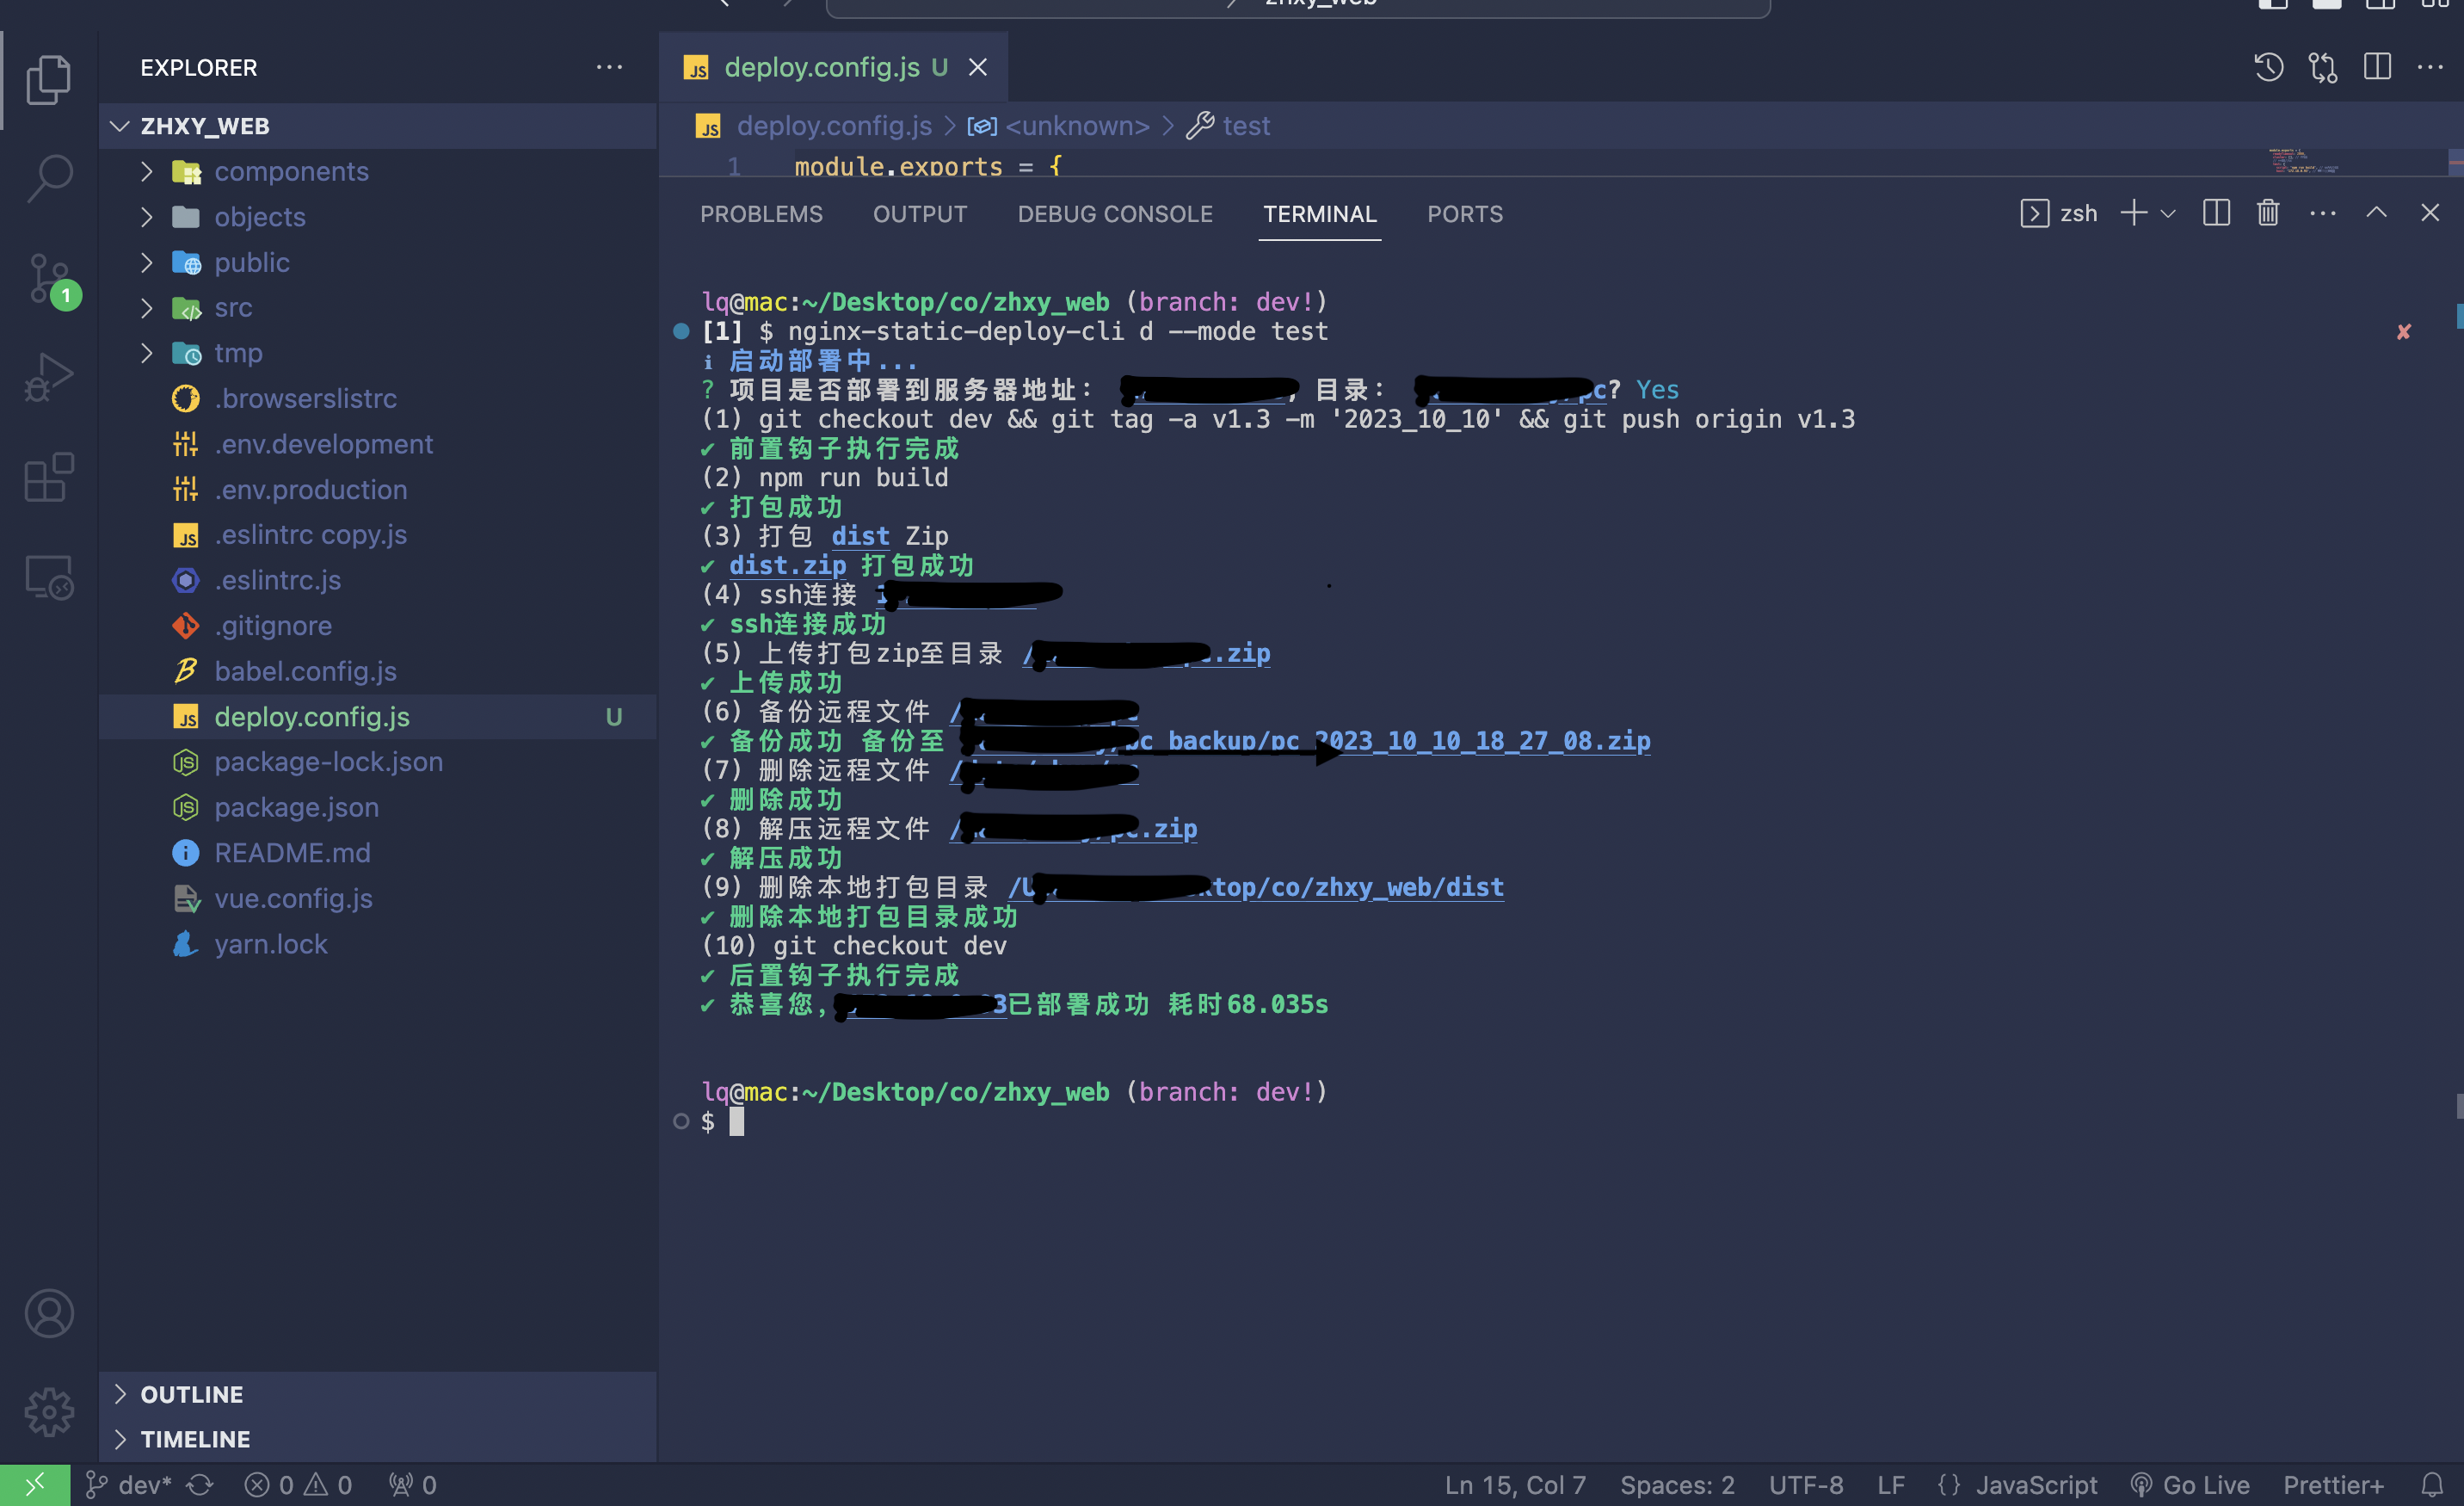 zhxy_web
EXPLORER
ZHXY_WEB
components
objects
public
src
tmp
.browserslistrc
.env.development
.env.production
.eslintrc copy.js
.eslintrc.js
.gitignore
babel.config.js
deploy.config.js U
package-lock.json
package.json
README.md
vue.config.js
yarn.lock
OUTLINE
TIMELINE
1
deploy.config.js U
deploy.config.js > <unknown> > test
1 module.exports = {
PROBLEMS OUTPUT DEBUG CONSOLE TERMINAL PORTS
zsh
lq@mac:~/Desktop/co/zhxy_web (branch: dev!)
[1] $ nginx-static-deploy-cli d --mode test
ℹ 启动部署中...
? 项目是否部署到服务器地址: , 目录: pc? Yes
(1) git checkout dev && git tag -a v1.3 -m '2023_10_10' && git push origin v1.3
✔ 前置钩子执行完成
(2) npm run build
✔ 打包成功
(3) 打包 dist Zip
✔ dist.zip 打包成功
(4) ssh连接
✔ ssh连接成功
(5) 上传打包zip至目录 / .zip
✔ 上传成功
(6) 备份远程文件 /
✔ 备份成功 备份至 /pc_backup/pc_2023_10_10_18_27_08.zip
(7) 删除远程文件 /
✔ 删除成功
(8) 解压远程文件 / /pc.zip
✔ 解压成功
(9) 删除本地打包目录 /U ktop/co/zhxy_web/dist
✔ 删除本地打包目录成功
(10) git checkout dev
✔ 后置钩子执行完成
✔ 恭喜您, 3已部署成功 耗时68.035s
lq@mac:~/Desktop/co/zhxy_web (branch: dev!)
$
dev* 0 0 0
Ln 15, Col 7 Spaces: 2 UTF-8 LF {} JavaScript Go Live Prettier+